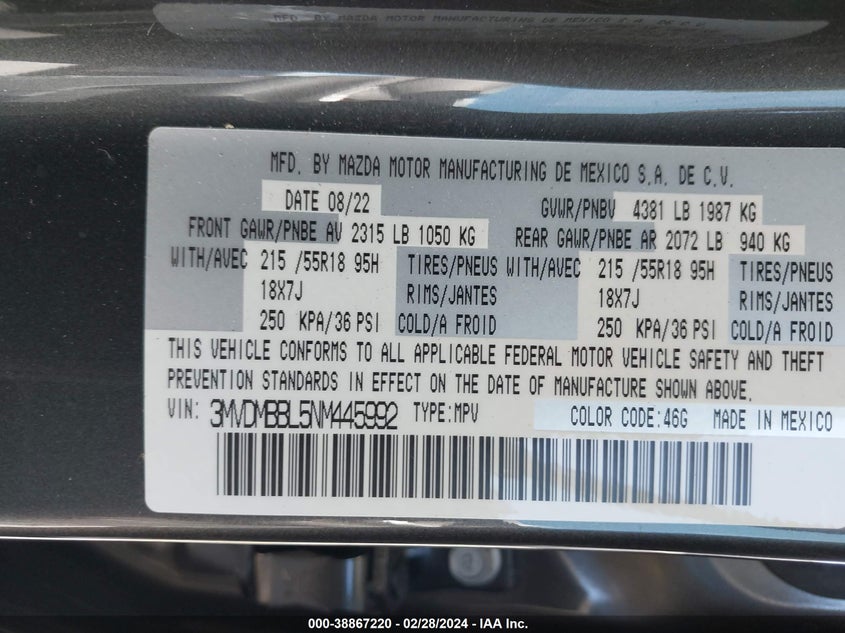 MFD. BY MAZDA MOTOR MANUFACTURING DE MEXICO S.A. DE C.V.
DATE 08/22 GVWR/PNBV 4381 LB 1987 KG
FRONT GAWR/PNBE AV 2315 LB 1050 KG REAR GAWR/PNBE AR 2072 LB 940 KG
WITH/AVEC 215 /55R18 95H TIRES/PNEUS WITH/AVEC 215 /55R18 95H TIRES/PNEUS
18X7J RIMS/JANTES 18X7J RIMS/JANTES
250 KPA/36 PSI COLD/A FROID 250 KPA/36 PSI COLD/A FROID
THIS VEHICLE CONFORMS TO ALL APPLICABLE FEDERAL MOTOR VEHICLE SAFETY AND THEFT
PREVENTION STANDARDS IN EFFECT ON THE DATE OF MANUFACTURE SHOWN ABOVE.
VIN: 3MVDMBBL5NM445992 TYPE:MPV COLOR CODE:46G MADE IN MEXICO
000-38867220 - 02/28/2024 - IAA Inc.